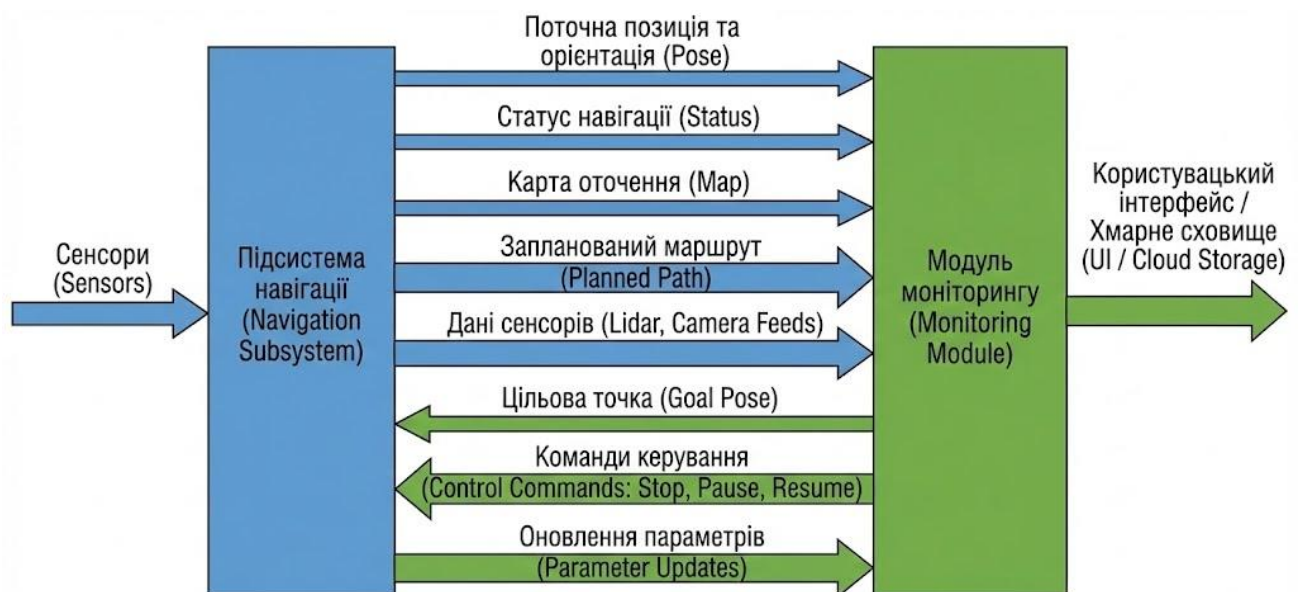 Сенсори
(Sensors)
Підсистема
навігації
(Navigation
Subsystem)
Поточна позиція та
орієнтація (Pose)
Статус навігації (Status)
Карта оточення (Map)
Запланований маршрут
(Planned Path)
Дані сенсорів (Lidar, Camera Feeds)
Цільова точка (Goal Pose)
Команди керування
(Control Commands: Stop, Pause, Resume)
Оновлення параметрів
(Parameter Updates)
Модуль
моніторингу
(Monitoring
Module)
Користувацький
інтерфейс /
Хмарне сховище
(UI / Cloud Storage)